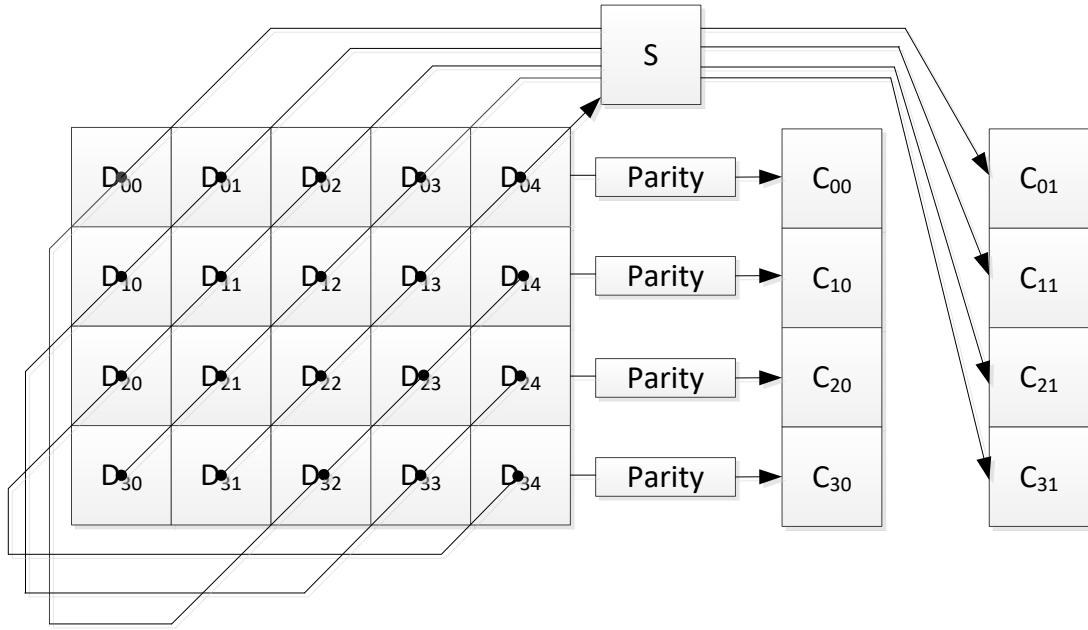 S
D00 D01 D02 D03 D04 Parity C00 C01
D10 D11 D12 D13 D14 Parity C10 C11
D20 D21 D22 D23 D24 Parity C20 C21
D30 D31 D32 D33 D34 Parity C30 C31